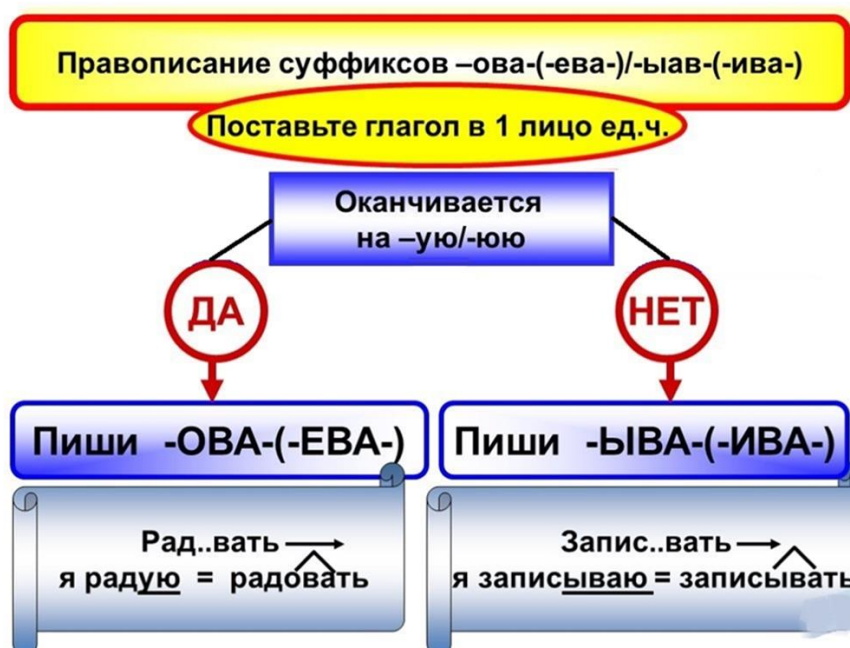 Правописание суффиксов –ова-(-ева-)/-ыав-(-ива-)
Поставьте глагол в 1 лицо ед.ч.
Оканчивается
на –ую/-юю
ДА
НЕТ
Пиши -ОВА-(-ЕВА-)
Пиши -ЫВА-(-ИВА-)
Рад..вать
я радую = радовать
Запис..вать
я записываю = записывать